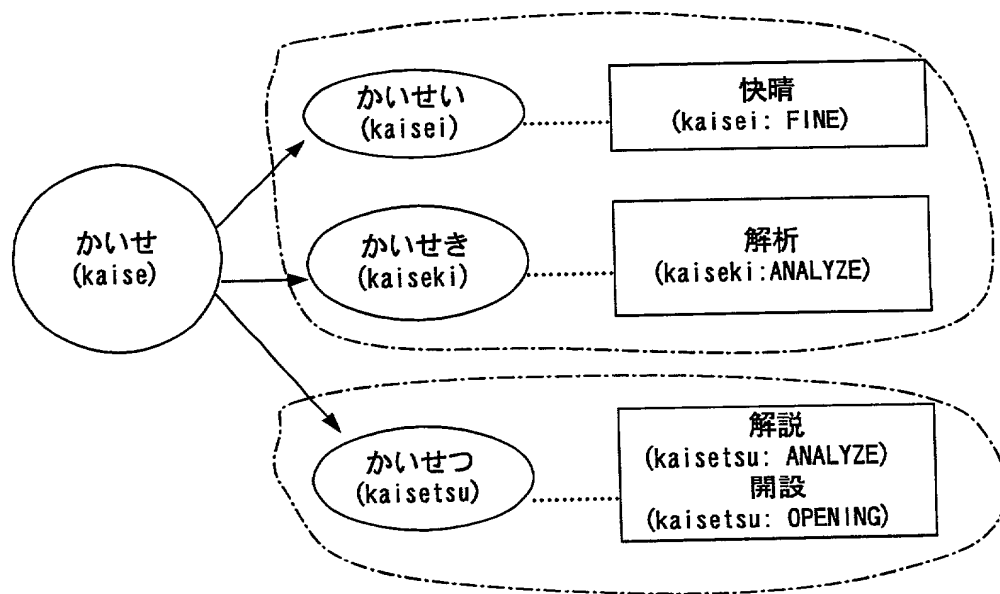 かいせい
(kaisei)
快晴
(kaisei: FINE)
かいせ
(kaise)
かいせき
(kaiseki)
解析
(kaiseki:ANALYZE)
かいせつ
(kaisetsu)
解説
(kaisetsu: ANALYZE)
開設
(kaisetsu: OPENING)